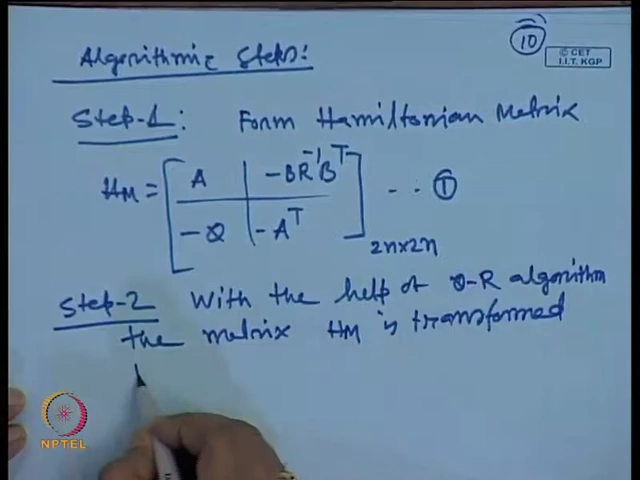 10
© CET
I.I.T. KGP
Algorithmic Steps:
Step-1: Form Hamiltonian Matrix
HM = [ A | -BR⁻¹Bᵀ
-Q | -Aᵀ ] 2n×2n - .. ①
Step-2 With the help of Q-R algorithm
the matrix HM is transformed
NPTEL